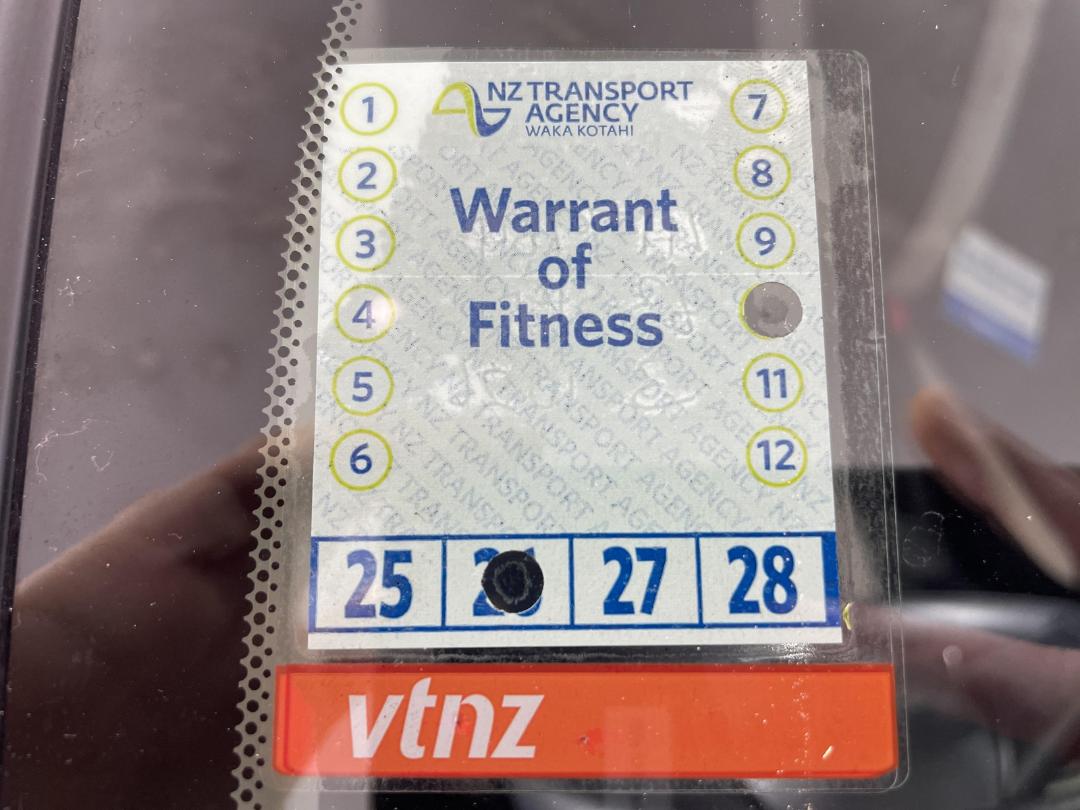 NZ TRANSPORT
AGENCY
WAKA KOTAHI
1
2
3
4
5
6
7
8
9
11
12
Warrant
of
Fitness
25 27 28
vtnz